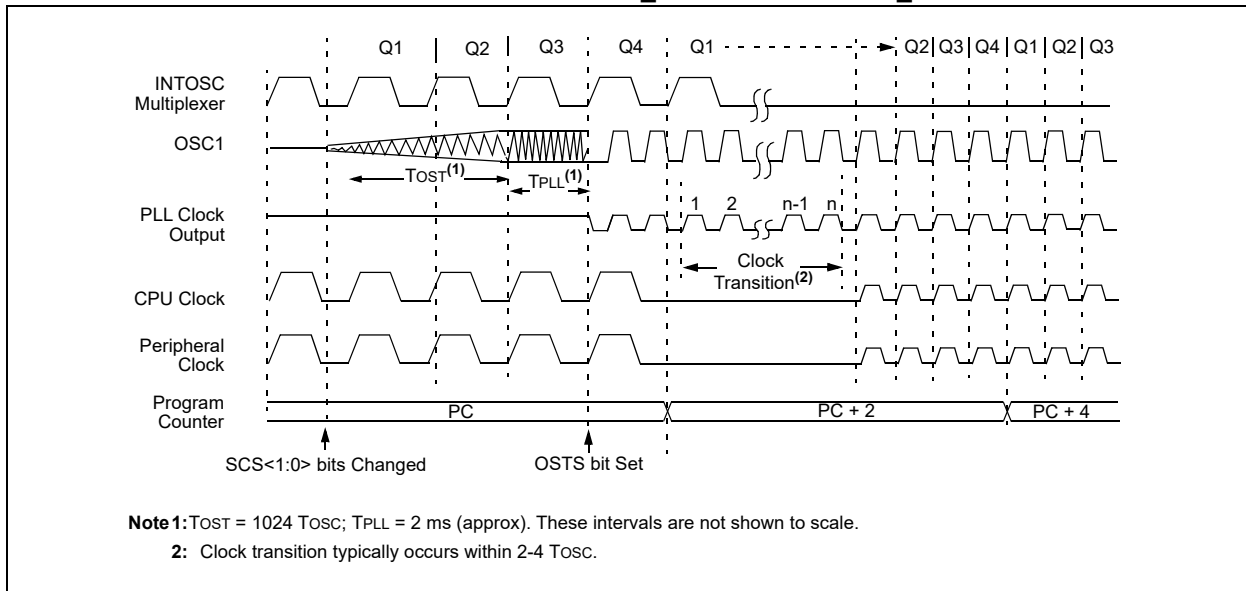 Q1 Q2 Q3 Q4 Q1 Q2 Q3 Q4 Q1 Q2 Q3
INTOSC
Multiplexer
OSC1
TOST(1)
TPLL(1)
1 2 n-1 n
PLL Clock
Output
Clock
Transition(2)
CPU Clock
Peripheral
Clock
Program
Counter
PC PC + 2 PC + 4
SCS<1:0> bits Changed
OSTS bit Set
Note 1: TOST = 1024 TOSC; TPLL = 2 ms (approx). These intervals are not shown to scale.
2: Clock transition typically occurs within 2-4 TOSC.